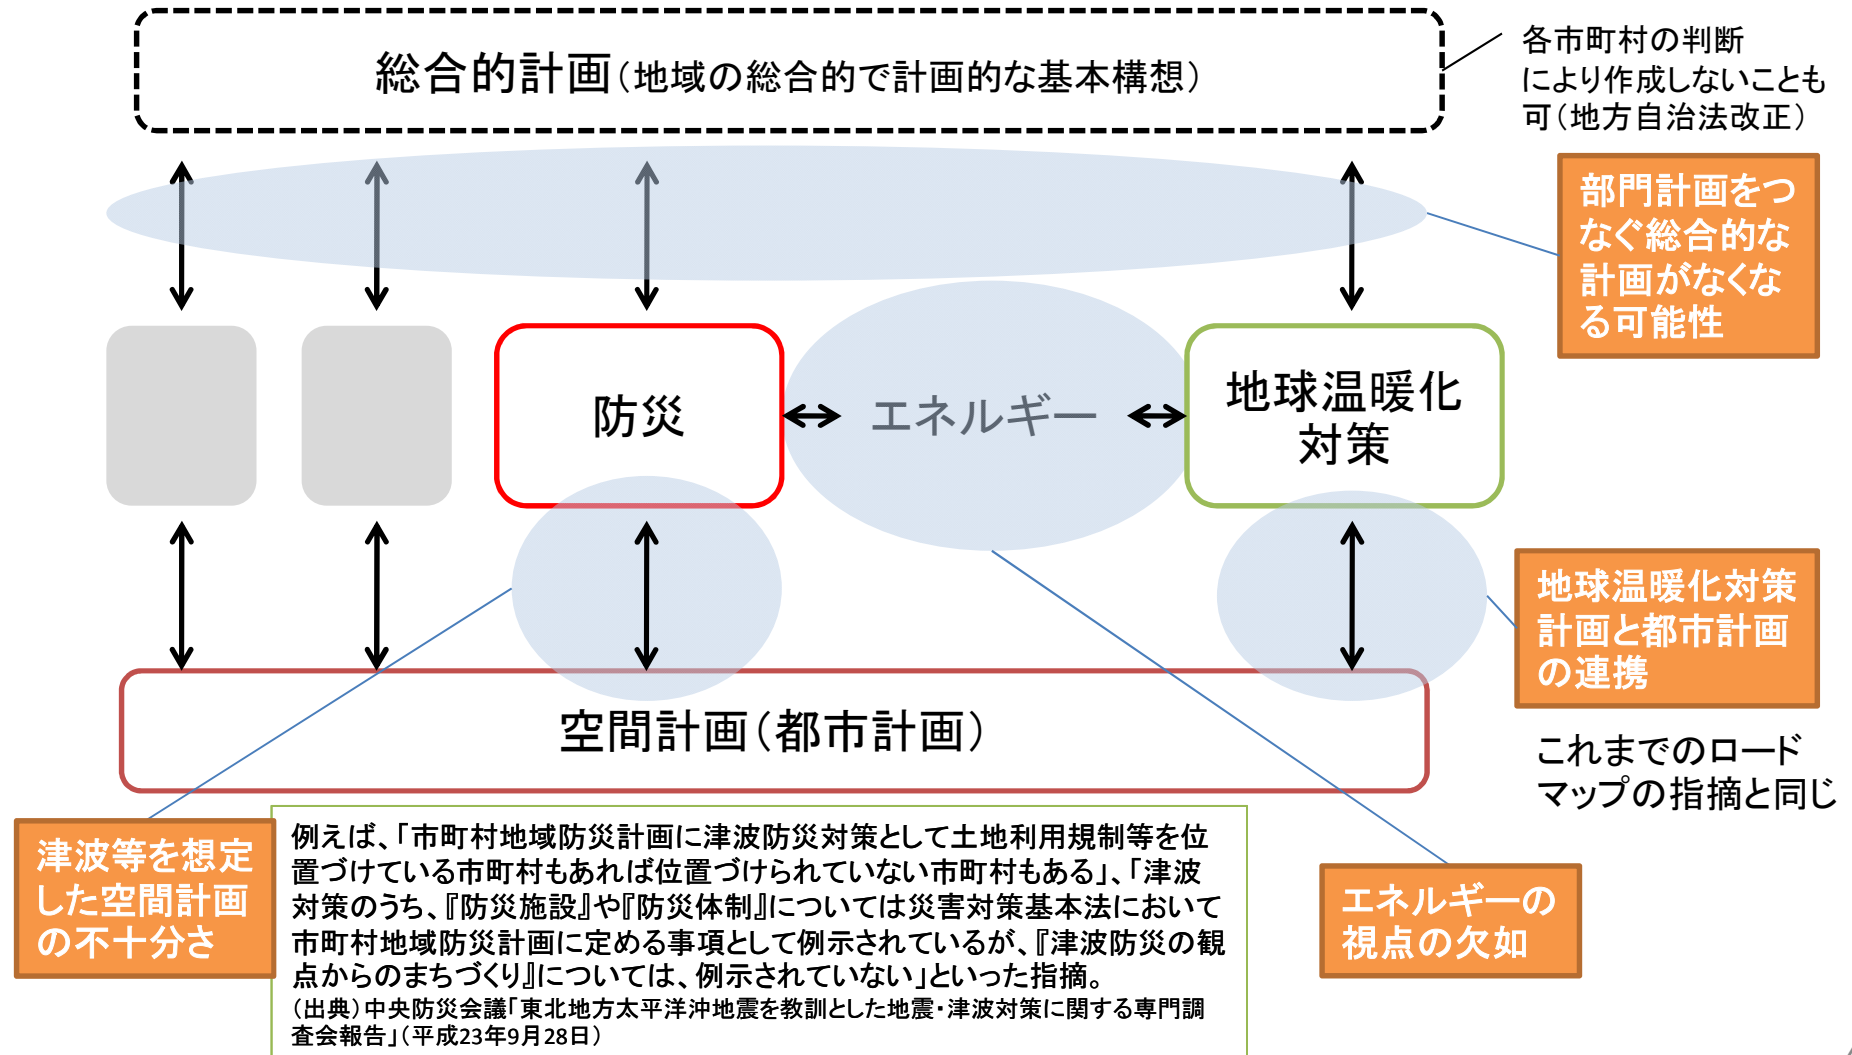 総合的計画(地域の総合的で計画的な基本構想)
各市町村の判断
により作成しないことも
可(地方自治法改正)
部門計画をつ
なぐ総合的な
計画がなくな
る可能性
防災
エネルギー
地球温暖化
対策
地球温暖化対策
計画と都市計画
の連携
これまでのロード
マップの指摘と同じ
空間計画(都市計画)
津波等を想定
した空間計画
の不十分さ
例えば、「市町村地域防災計画に津波防災対策として土地利用規制等を位
置づけている市町村もあれば位置づけられていない市町村もある」、「津波
対策のうち、『防災施設』や『防災体制』については災害対策基本法において
市町村地域防災計画に定める事項として例示されているが、『津波防災の観
点からのまちづくり』については、例示されていない」といった指摘。
(出典)中央防災会議「東北地方太平洋沖地震を教訓とした地震・津波対策に関する専門調
査会報告」(平成23年9月28日)
エネルギーの
視点の欠如